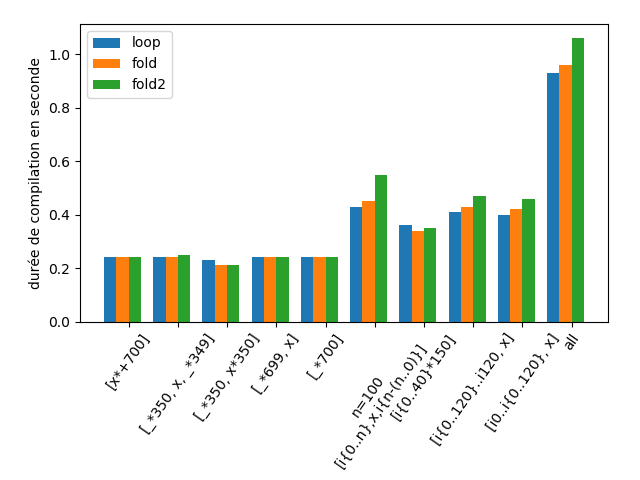 loop
fold
fold2
durée de compilation en seconde
1.0
0.8
0.6
0.4
0.2
0.0
[x*+700]
[_*350, x, _*349]
[_*350, x*350]
[_*699, x]
[_*700]
n=100
[i{0..n},x,i{n-(n..0)}]
[i{0..40}*150]
[i{0..120}..i120, x]
[i0..i{0..120}, x]
all